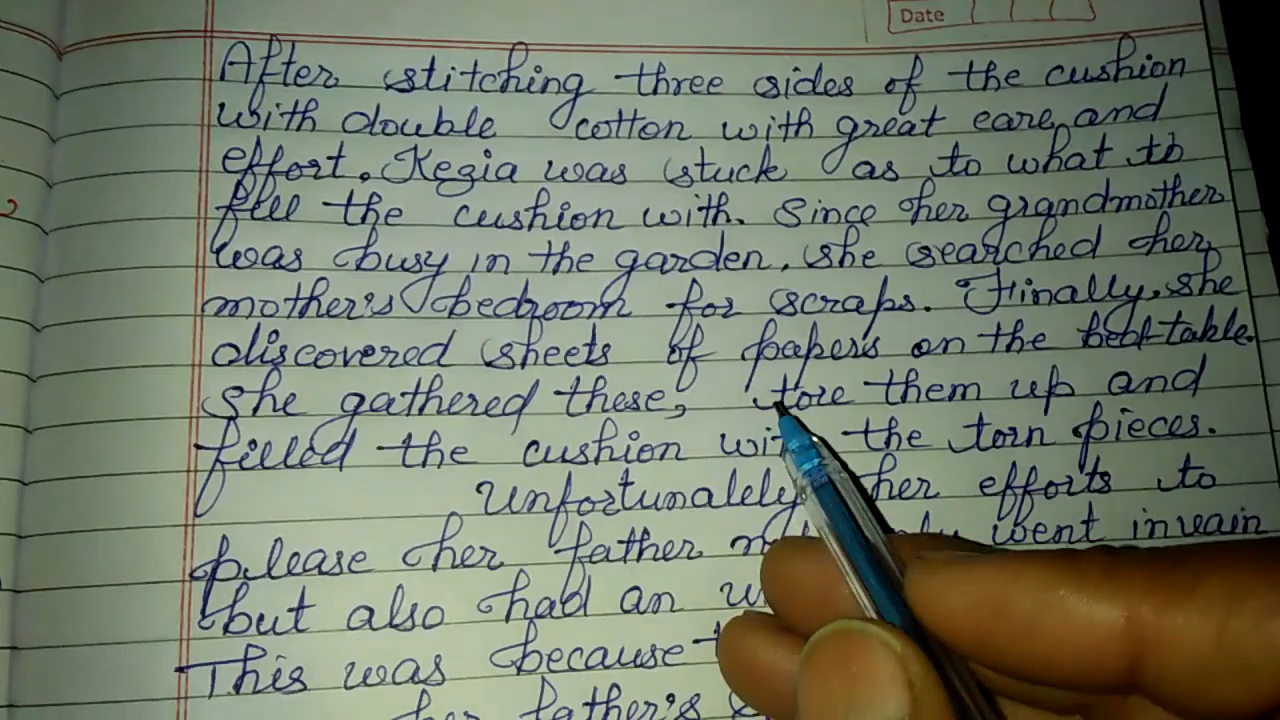 Date
After stitching three sides of the cushion
with double cotton with great care and
effort. Kegia was stuck as to what to
fill the cushion with. Since her grandmother
was busy in the garden, she searched her
mother's bedroom for scraps. Finally, she
discovered sheets of papers on the bed-table.
She gathered these, tore them up and
filled the cushion with the torn pieces.
Unfortunately her efforts to
please her father went in vain
but also had an
This was because
her father's